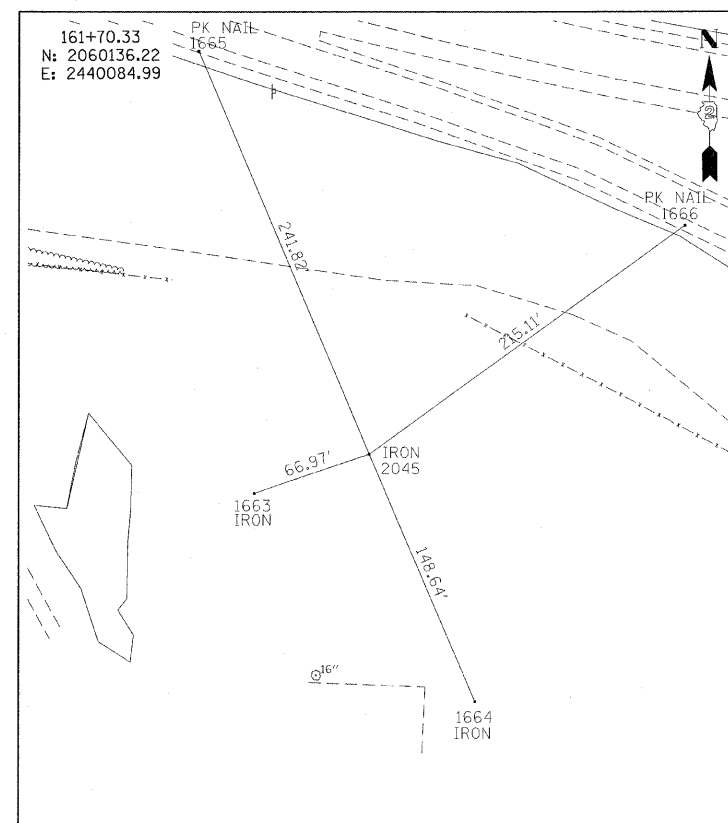 161+70.33
N: 2060136.22
E: 2440084.99
PK NAIL
1665
N
2
PK NAIL
1666
241.82'
215.11'
IRON
2045
66.97'
1663
IRON
148.64'
16"
1664
IRON